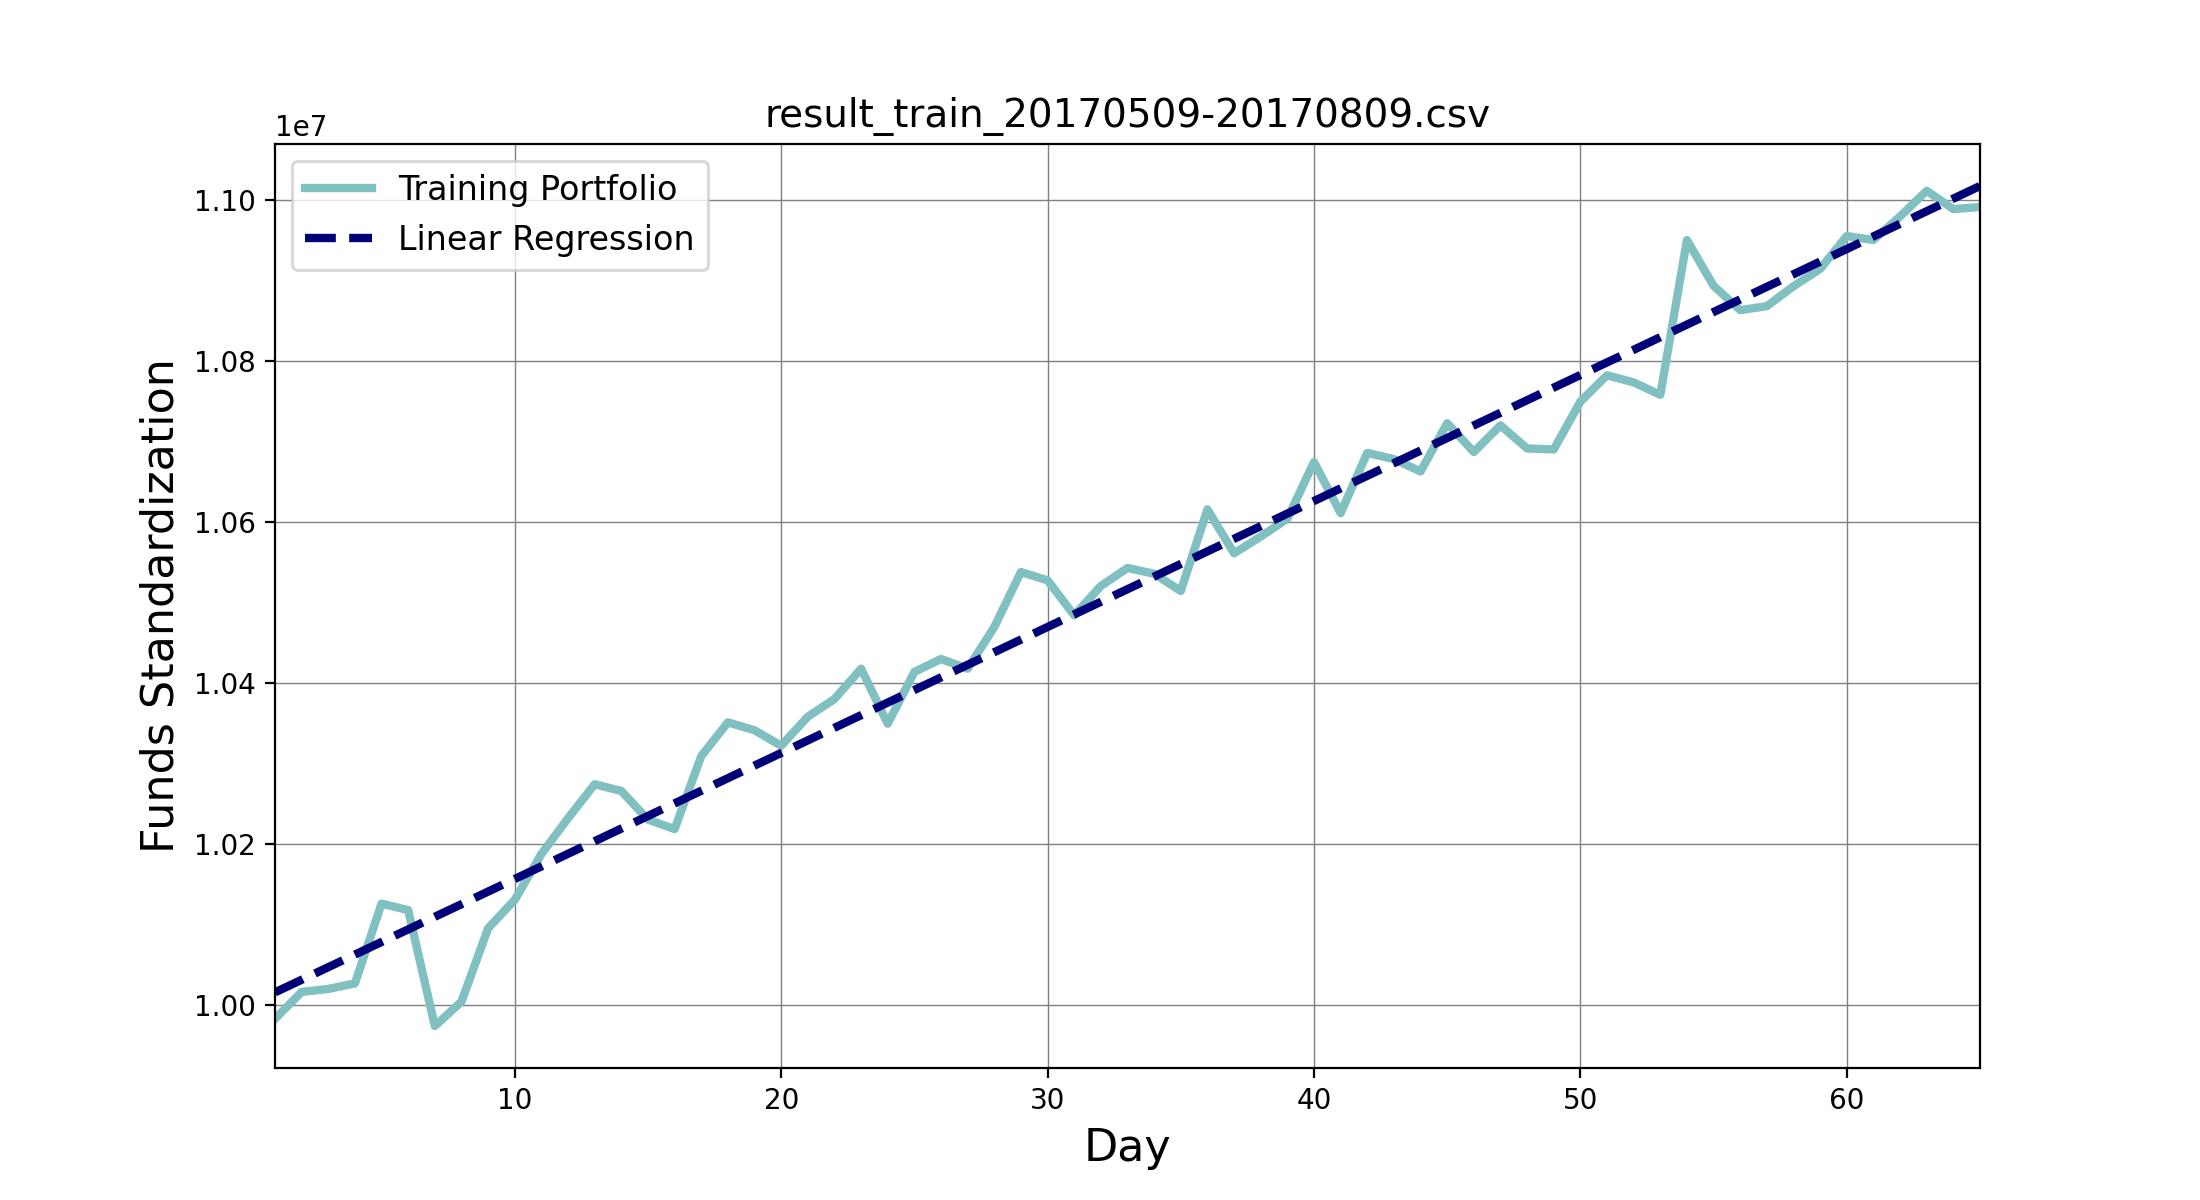 result_train_20170509-20170809.csv
1e7
Training Portfolio
Linear Regression
1.10
1.08
1.06
1.04
1.02
1.00
Funds Standardization
10 20 30 40 50 60
Day